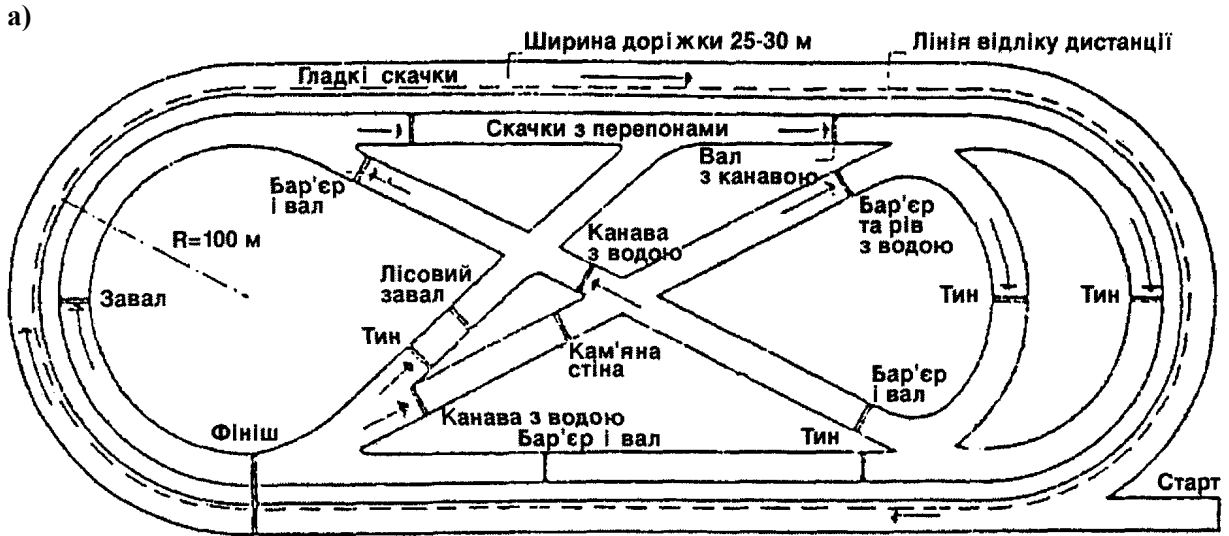 а)
Ширина доріжки 25-30 м
Лінія відліку дистанції
Гладкі скачки
Скачки з перепонами
Вал
з канавою
Бар'єр
і вал
Бар'єр
та рів
з водою
R=100 м
Канава
з водою
Лісовий
завал
Завал
Тин
Тин
Тин
Кам'яна
стіна
Бар'єр
і вал
Канава з водою
Фініш
Бар'єр і вал
Тин
Старт